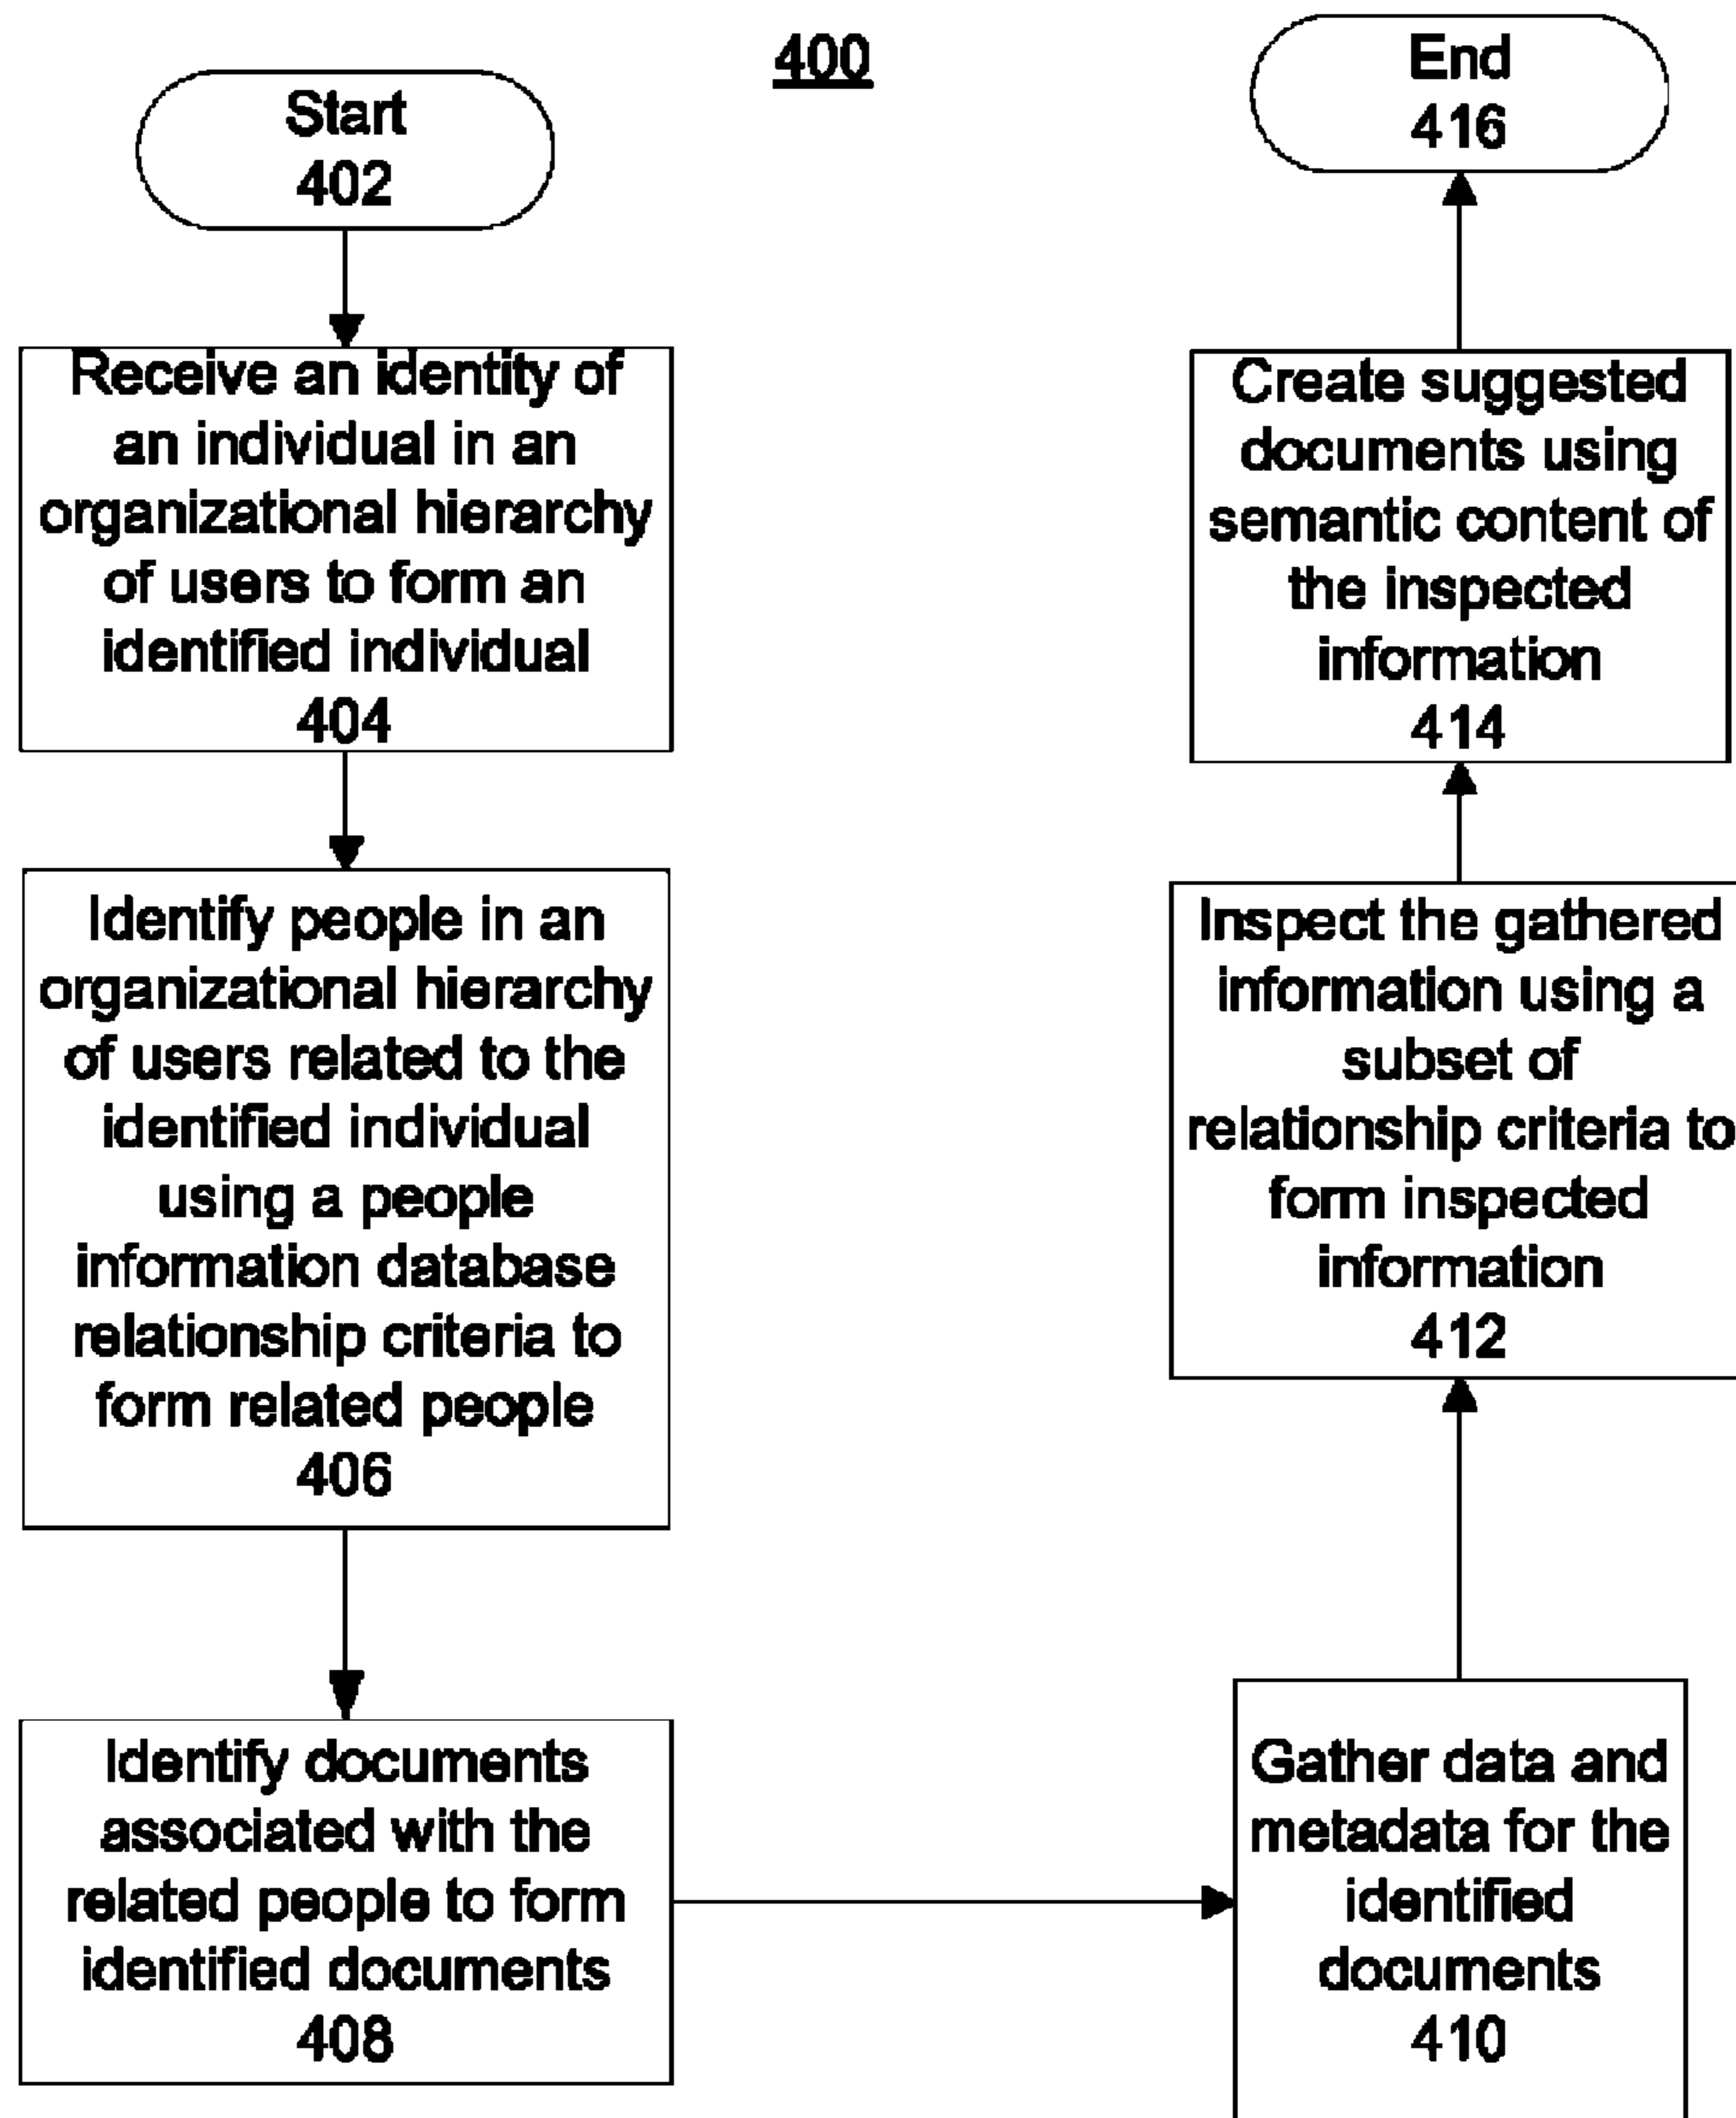 400
Start
402
Receive an identity of
an individual in an
organizational hierarchy
of users to form an
identified individual
404
Identify people in an
organizational hierarchy
of users related to the
identified individual
using a people
information database
relationship criteria to
form related people
406
Identify documents
associated with the
related people to form
identified documents
408
Gather data and
metadata for the
identified
documents
410
Inspect the gathered
information using a
subset of
relationship criteria to
form inspected
information
412
Create suggested
documents using
semantic content of
the inspected
information
414
End
416